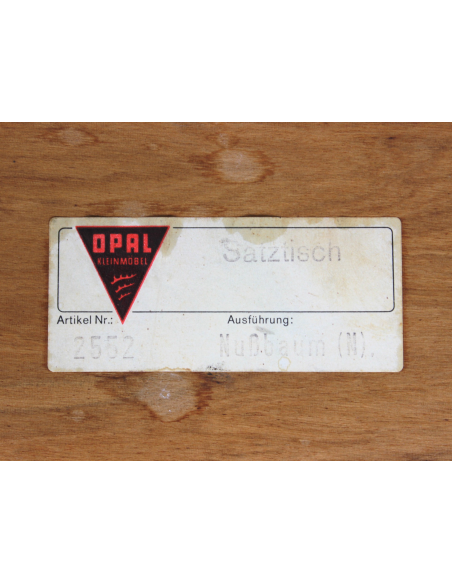 OPAL
KLEINMÖBEL
Satztisch
Artikel Nr.:
Ausführung:
2552
Nußbaum (N).